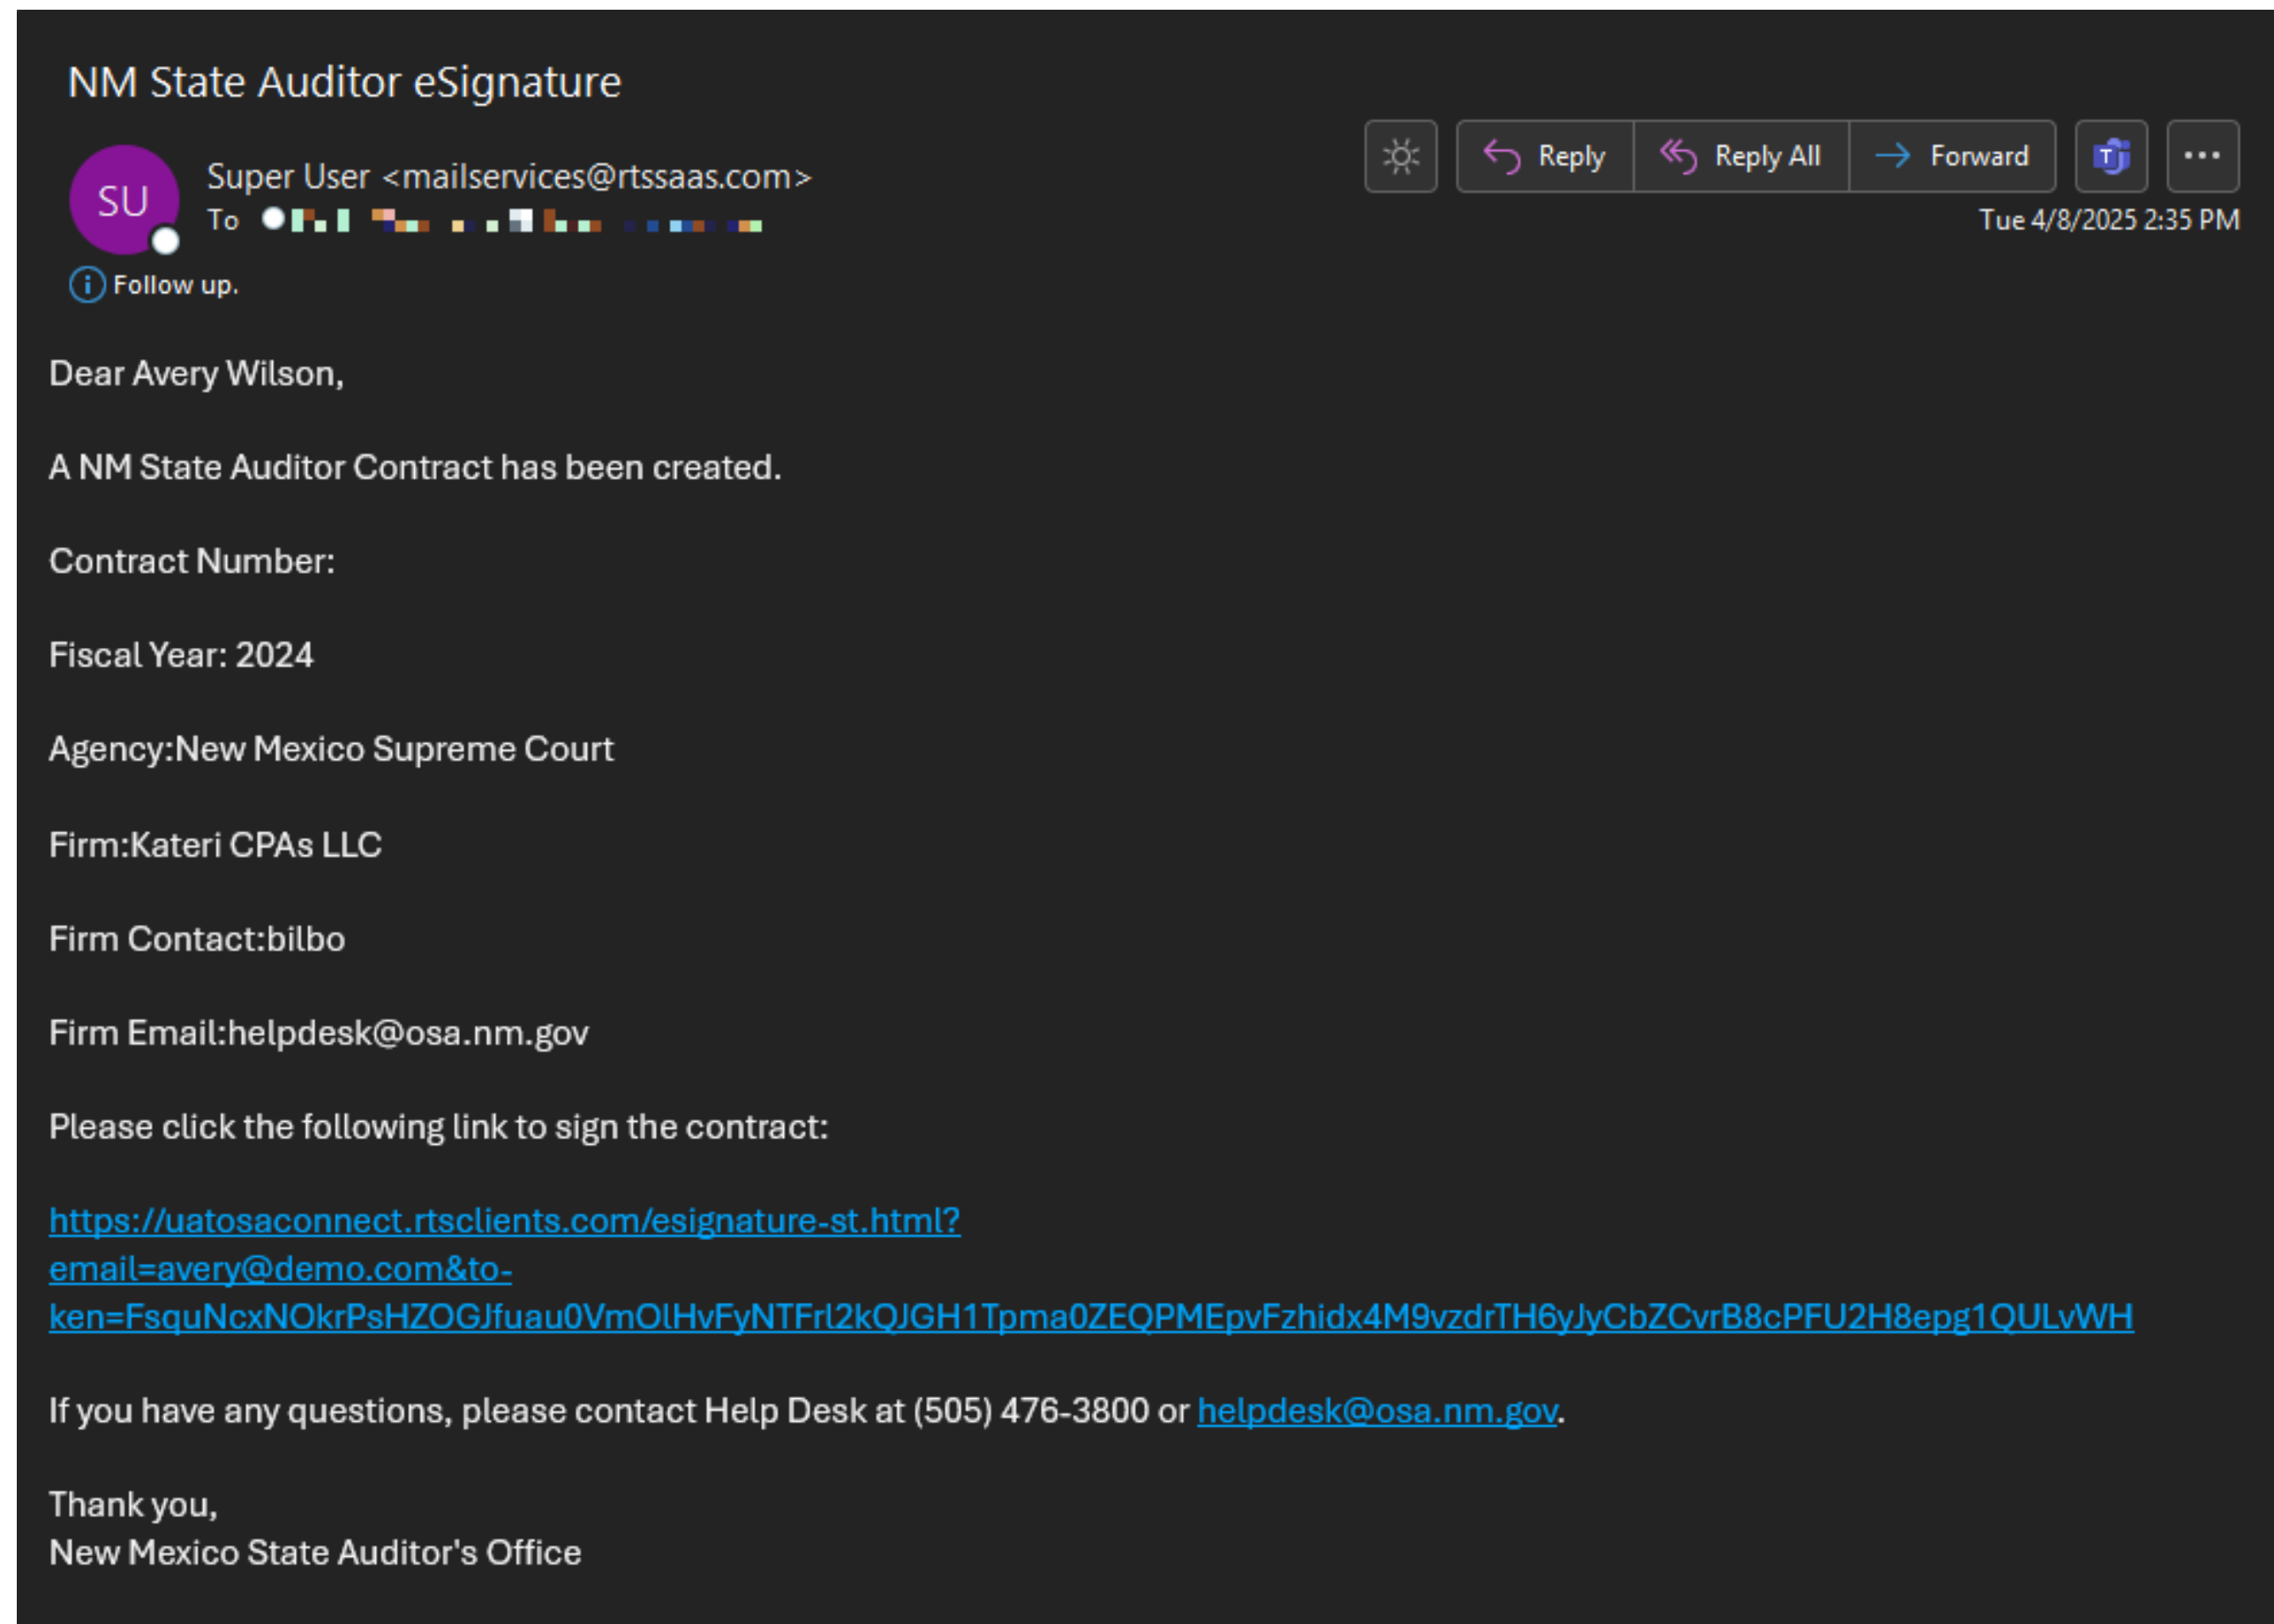 NM State Auditor eSignature
SU
Super User <mailservices@rtssaas.com>
Reply
Reply All
Forward
To
Tue 4/8/2025 2:35 PM
Follow up.
Dear Avery Wilson,
A NM State Auditor Contract has been created.
Contract Number:
Fiscal Year: 2024
Agency:New Mexico Supreme Court
Firm:Kateri CPAs LLC
Firm Contact:bilbo
Firm Email:helpdesk@osa.nm.gov
Please click the following link to sign the contract:
https://uatosaconnect.rtsclients.com/esignature-st.html?
email=avery@demo.com&to-
ken=FsquNcxNOkrPsHZOGJfuau0VmOlHvFyNTFrl2kQJGH1Tpma0ZEQPMEpvFzhidx4M9vzdrTH6yJyCbZCvrB8cPFU2H8epg1QULvWH
If you have any questions, please contact Help Desk at (505) 476-3800 or helpdesk@osa.nm.gov.
Thank you,
New Mexico State Auditor's Office